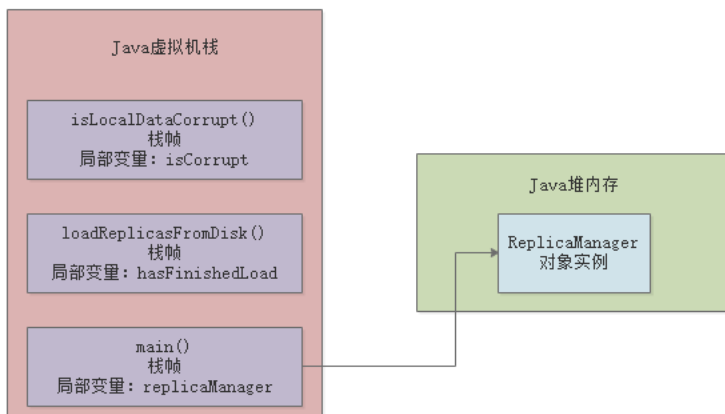 Java虚拟机栈
isLocalDataCorrupt()
栈帧
局部变量：isCorrupt
loadReplicasFromDisk()
栈帧
局部变量：hasFinishedLoad
main()
栈帧
局部变量：replicaManager
Java堆内存
ReplicaManager
对象实例